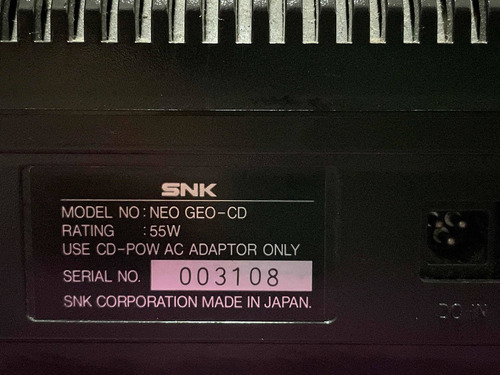 SNK
MODEL NO : NEO GEO-CD
RATING : 55W
USE CD-POW AC ADAPTOR ONLY
SERIAL NO. 003108
SNK CORPORATION MADE IN JAPAN.
DC IN